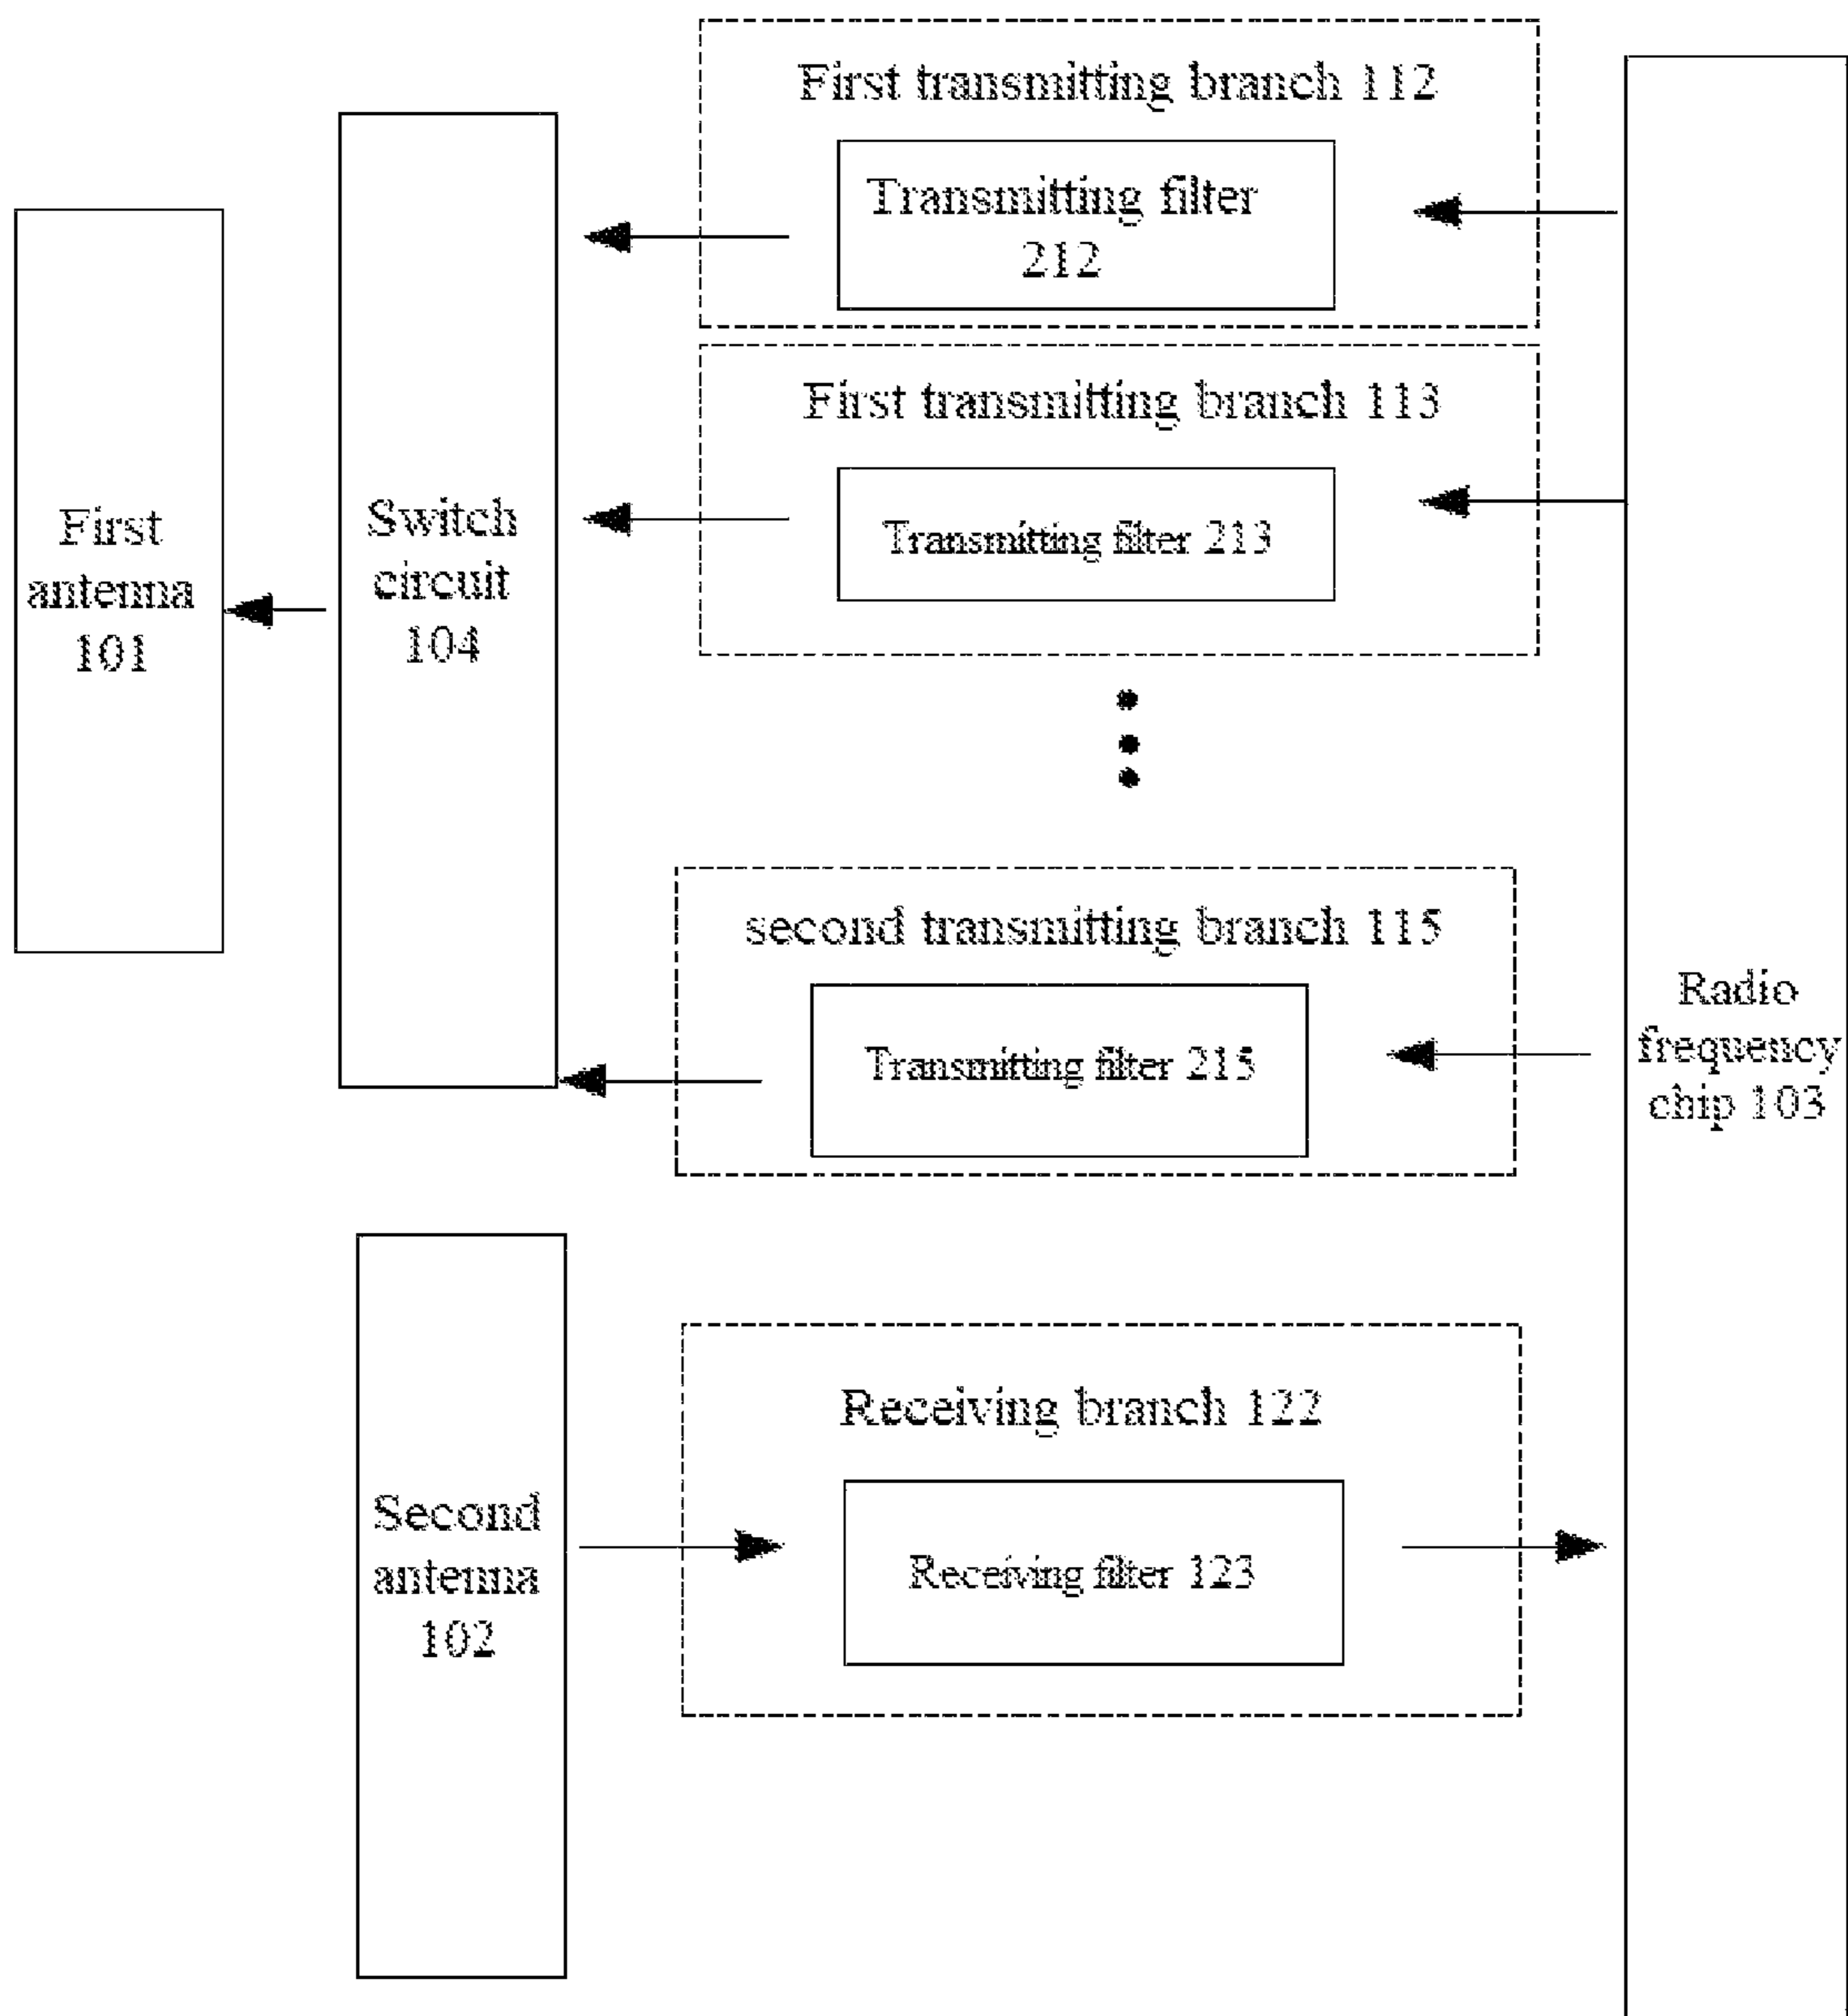 First transmitting branch 112
Transmitting filter
212
First transmitting branch 113
Transmitting filter 213
First
antenna
101
Switch
circuit
104
second transmitting branch 115
Transmitting filter 215
Radio
frequency
chip 103
Receiving branch 122
Receiving filter 123
Second
antenna
102